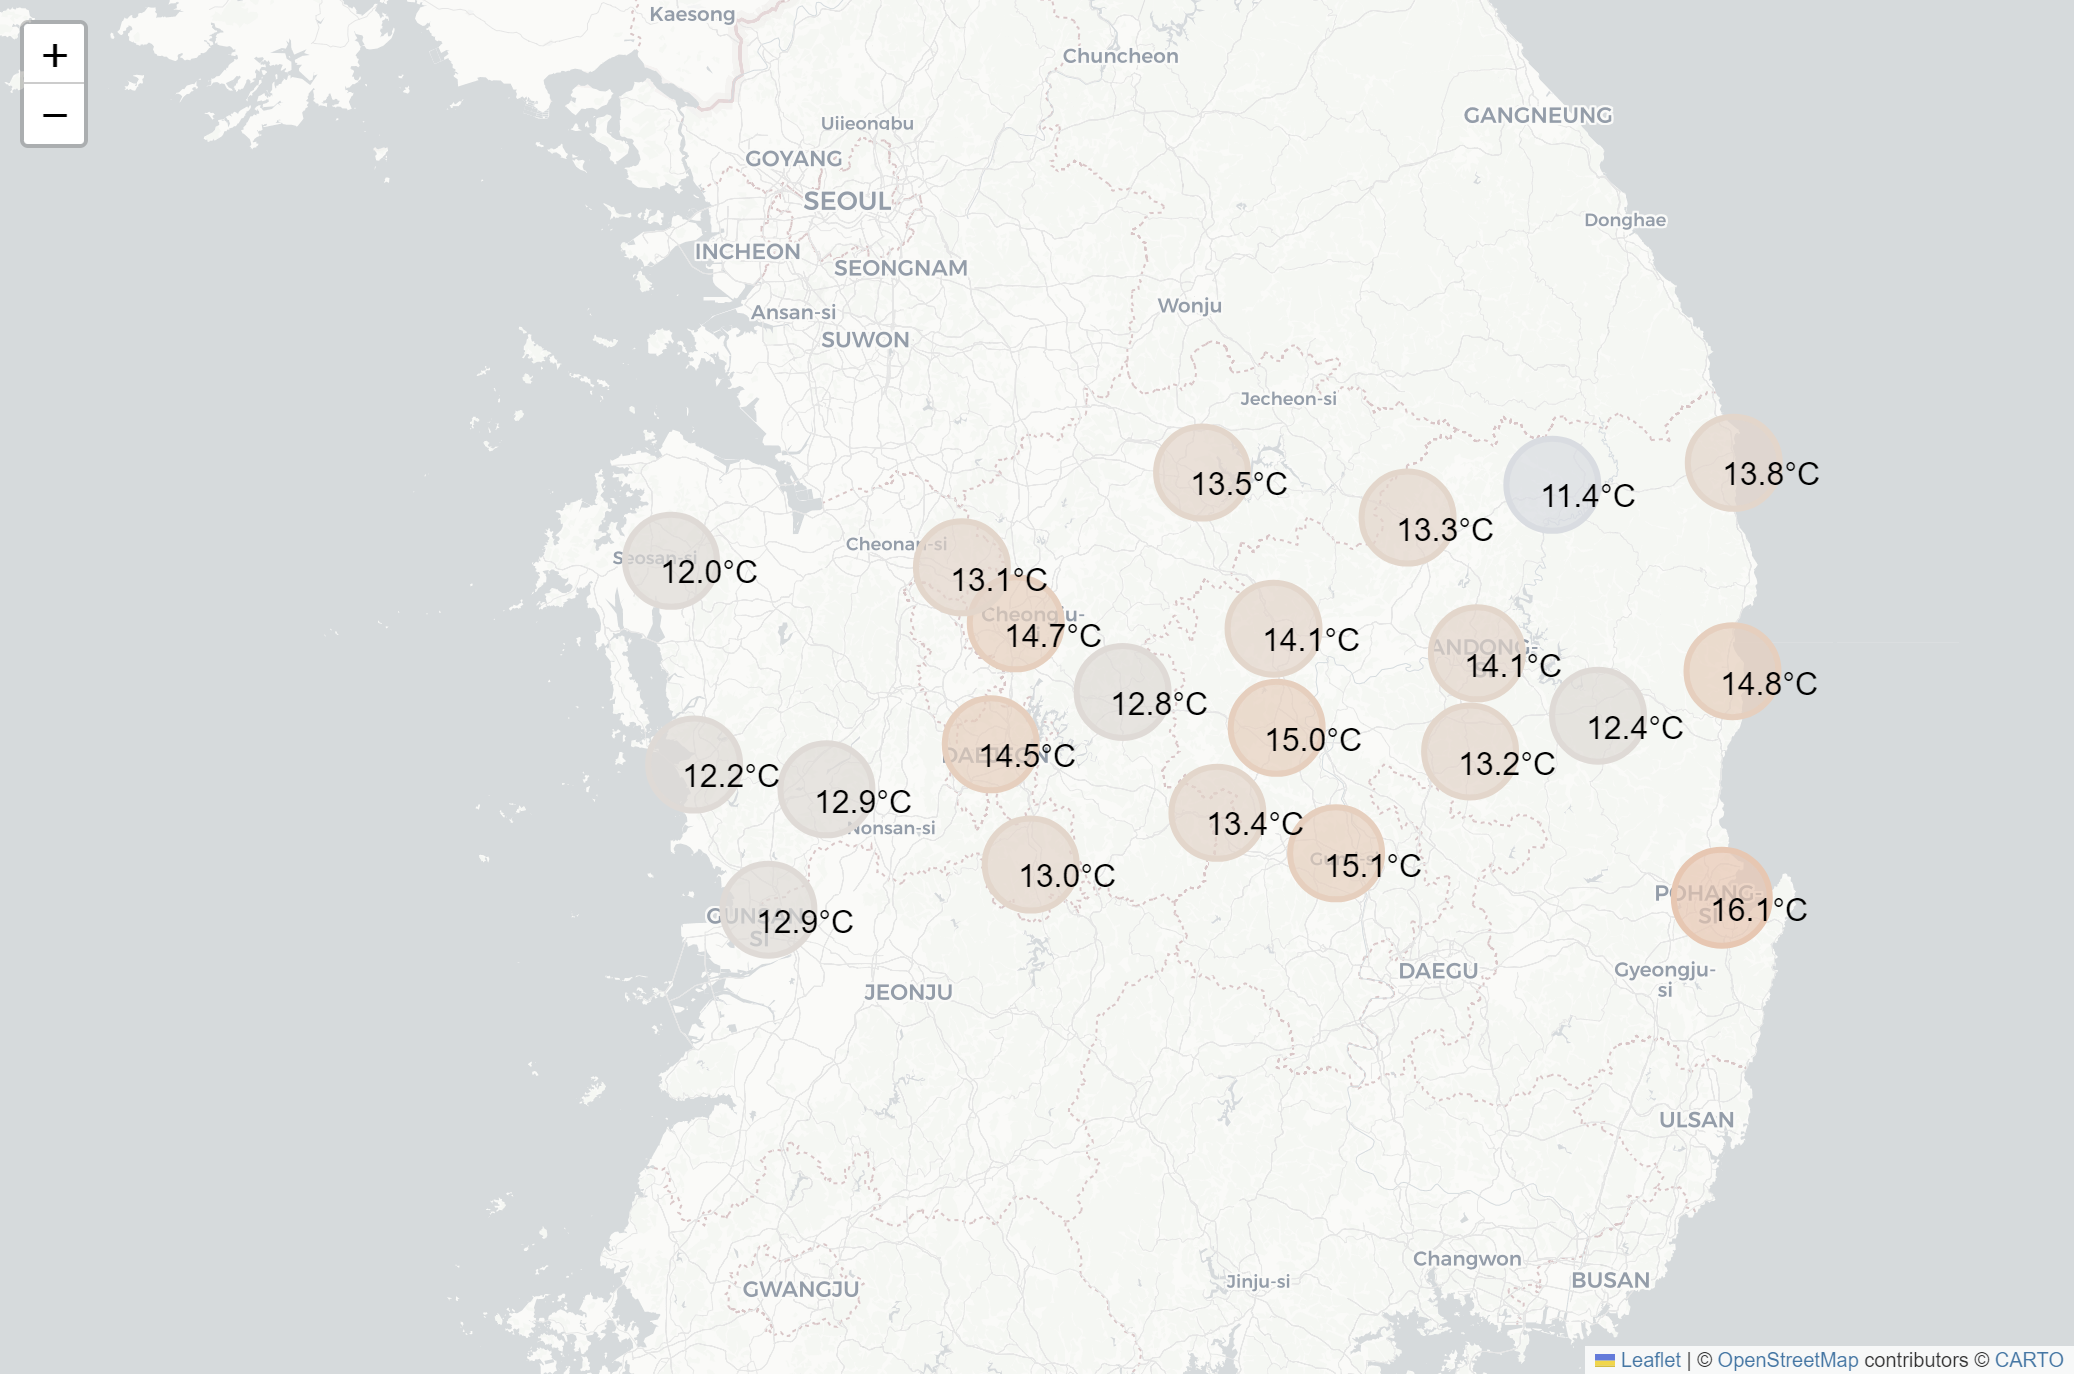 +
−
Kaesong
Chuncheon
GANGNEUNG
Uijeongbu
GOYANG
SEOUL
Donghae
INCHEON
SEONGNAM
Wonju
Ansan-si
SUWON
Jecheon-si
13.8°C
13.5°C
11.4°C
13.3°C
Cheonan-si
Seosan-si
12.0°C
13.1°C
Cheongju-
14.7°C
14.1°C
ANDONG-
14.1°C
14.8°C
12.8°C
12.4°C
15.0°C
DAEJEON
14.5°C
13.2°C
12.2°C
12.9°C
Nonsan-si
13.4°C
Gumi-si
15.1°C
13.0°C
POHANG-
SI
16.1°C
GUNSAN-
SI
12.9°C
DAEGU
Gyeongju-
si
JEONJU
ULSAN
Changwon
BUSAN
Jinju-si
GWANGJU
Leaflet | © OpenStreetMap contributors © CARTO